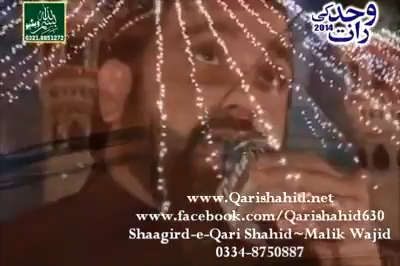 وجد کی
رات
2014
0321.8851272
www.Qarishahid.net
www.facebook.com/Qarishahid630
Shaagird-e-Qari Shahid~Malik Wajid
0334-8750887